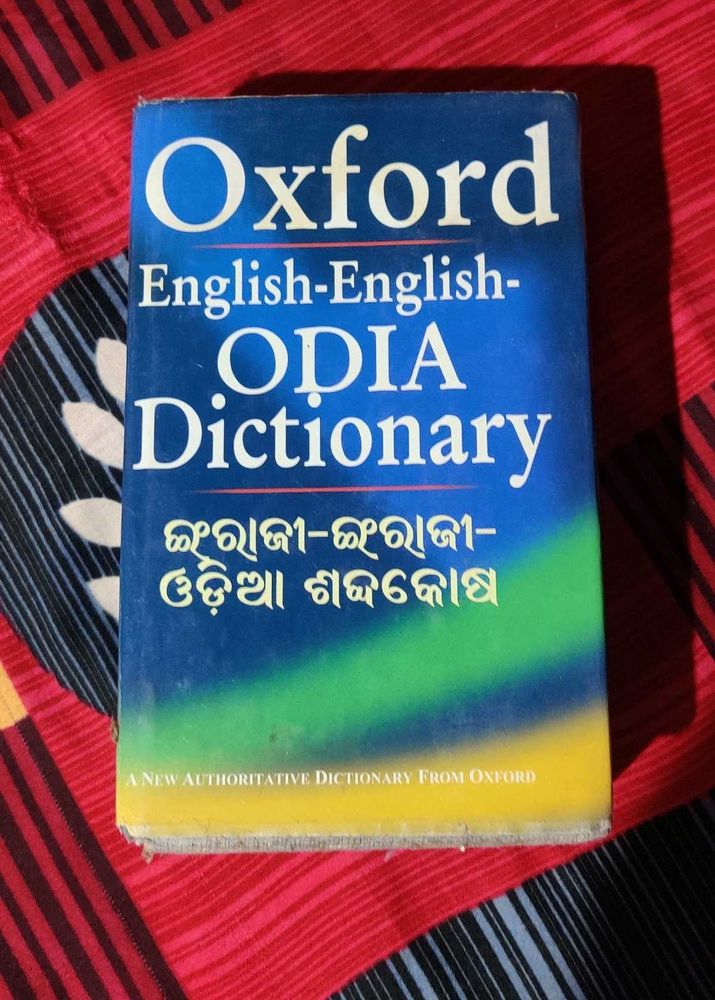 Oxford
English-English-
ODIA
Dictionary
ଇଂରାଜୀ-ଇଂରାଜୀ-
ଓଡ଼ିଆ ଶବ୍ଦକୋଷ
A NEW AUTHORITATIVE DICTIONARY FROM OXFORD